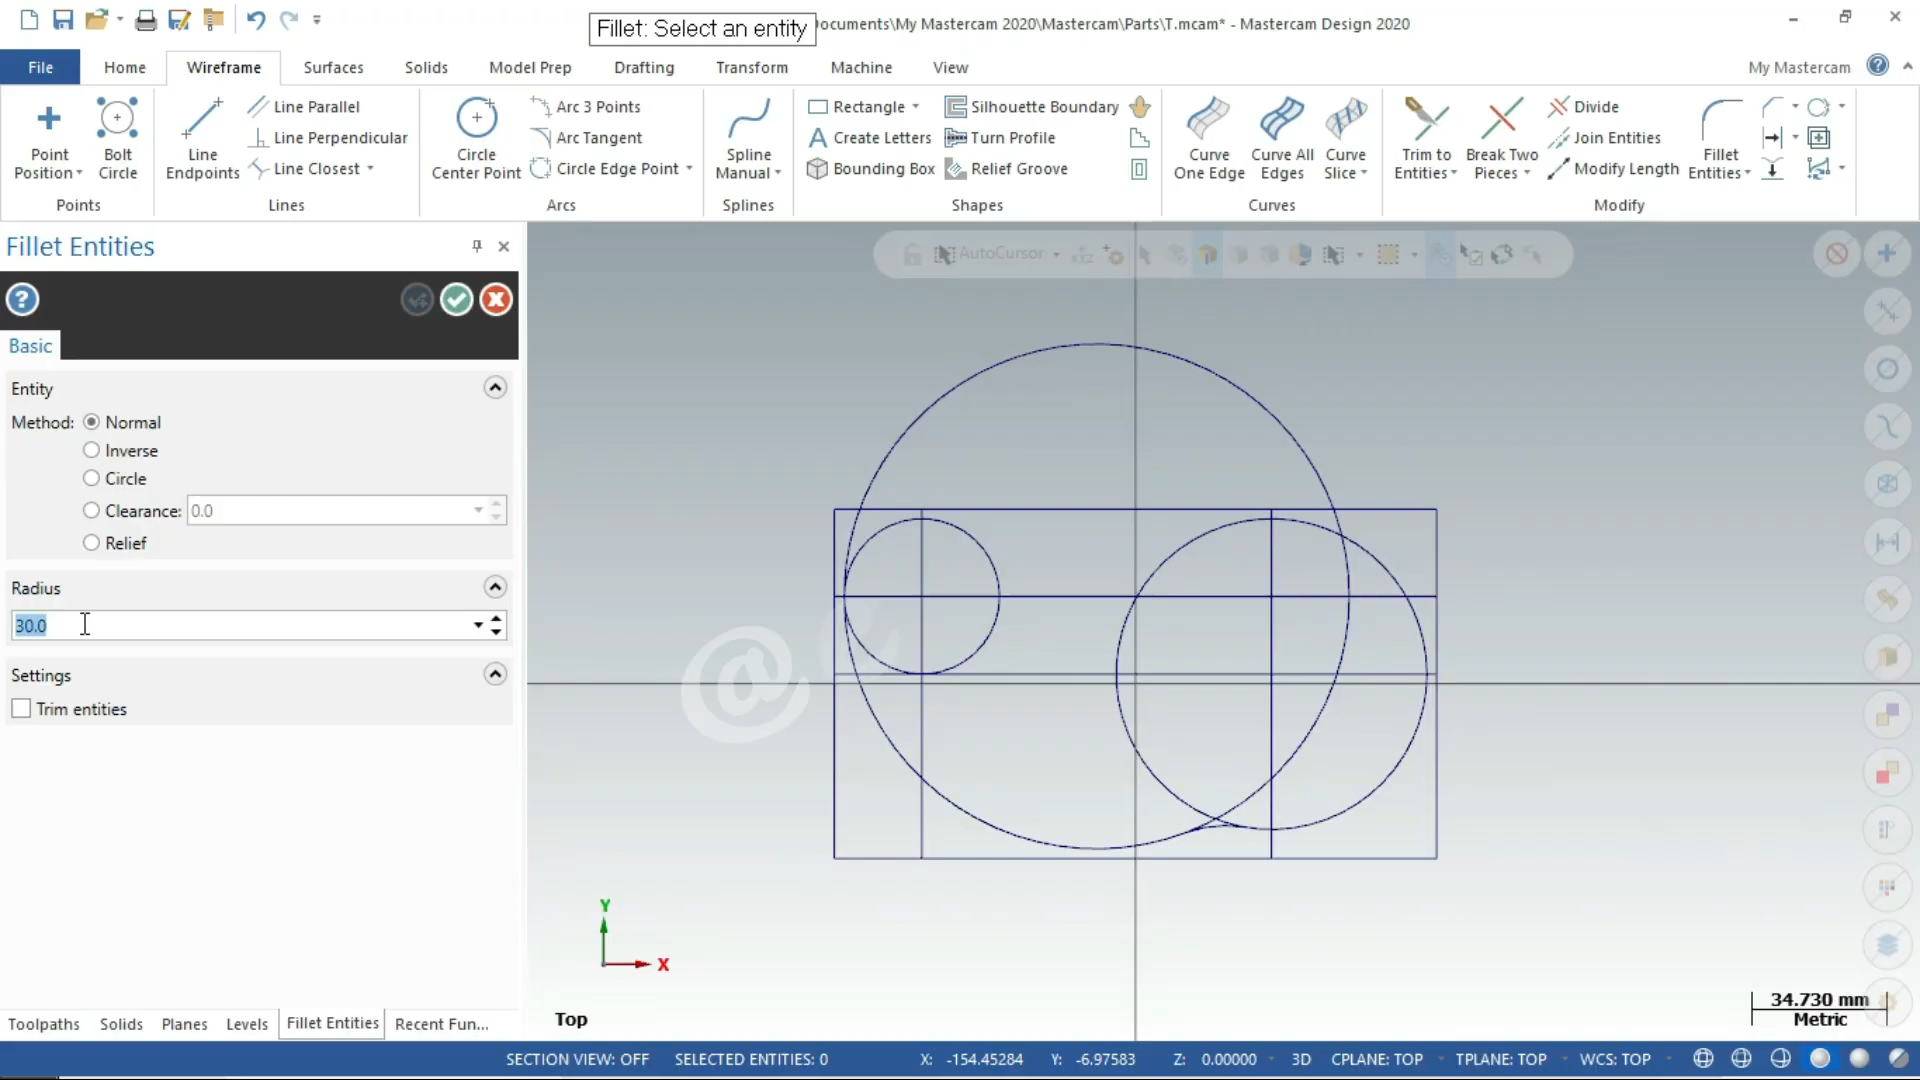 Fillet: Select an entity
Documents\My Mastercam 2020\Mastercam\Parts\T.mcam* - Mastercam Design 2020
File Home Wireframe Surfaces Solids Model Prep Drafting Transform Machine View My Mastercam
Point Position
Bolt Circle
Points
Line Endpoints
Line Parallel
Line Perpendicular
Line Closest
Lines
Circle Center Point
Arc 3 Points
Arc Tangent
Circle Edge Point
Arcs
Spline Manual
Splines
Rectangle
Create Letters
Bounding Box
Silhouette Boundary
Turn Profile
Relief Groove
Shapes
Curve One Edge
Curve All Edges
Curve Slice
Curves
Trim to Entities
Break Two Pieces
Divide
Join Entities
Modify Length
Fillet Entities
Modify
AutoCursor
Fillet Entities
Basic
Entity
Method: Normal
Inverse
Circle
Clearance: 0.0
Relief
Radius
30.0
Settings
Trim entities
@
Y
X
Top
34.730 mm
Metric
Toolpaths Solids Planes Levels Fillet Entities Recent Fun...
SECTION VIEW: OFF SELECTED ENTITIES: 0 X: -154.45284 Y: -6.97583 Z: 0.00000 3D CPLANE: TOP TPLANE: TOP WCS: TOP